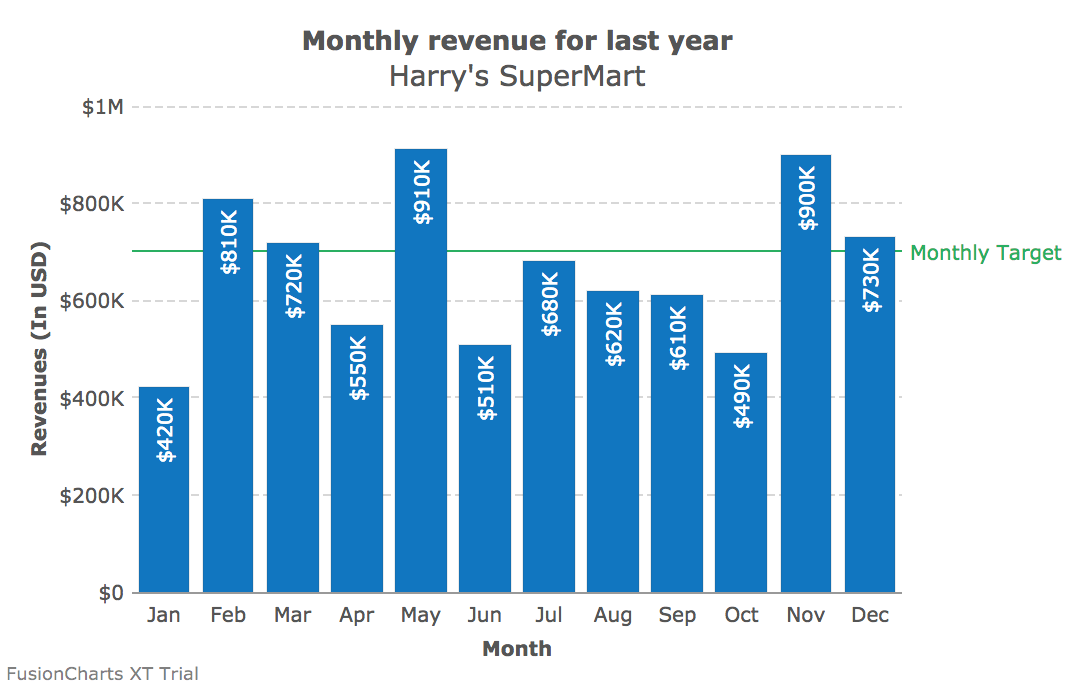 Monthly revenue for last year
Harry's SuperMart
$1M
$800K
$600K
$400K
$200K
$0
Revenues (In USD)
$420K
$810K
$720K
$550K
$910K
$510K
$680K
$620K
$610K
$490K
$900K
$730K
Monthly Target
Jan Feb Mar Apr May Jun Jul Aug Sep Oct Nov Dec
Month
FusionCharts XT Trial